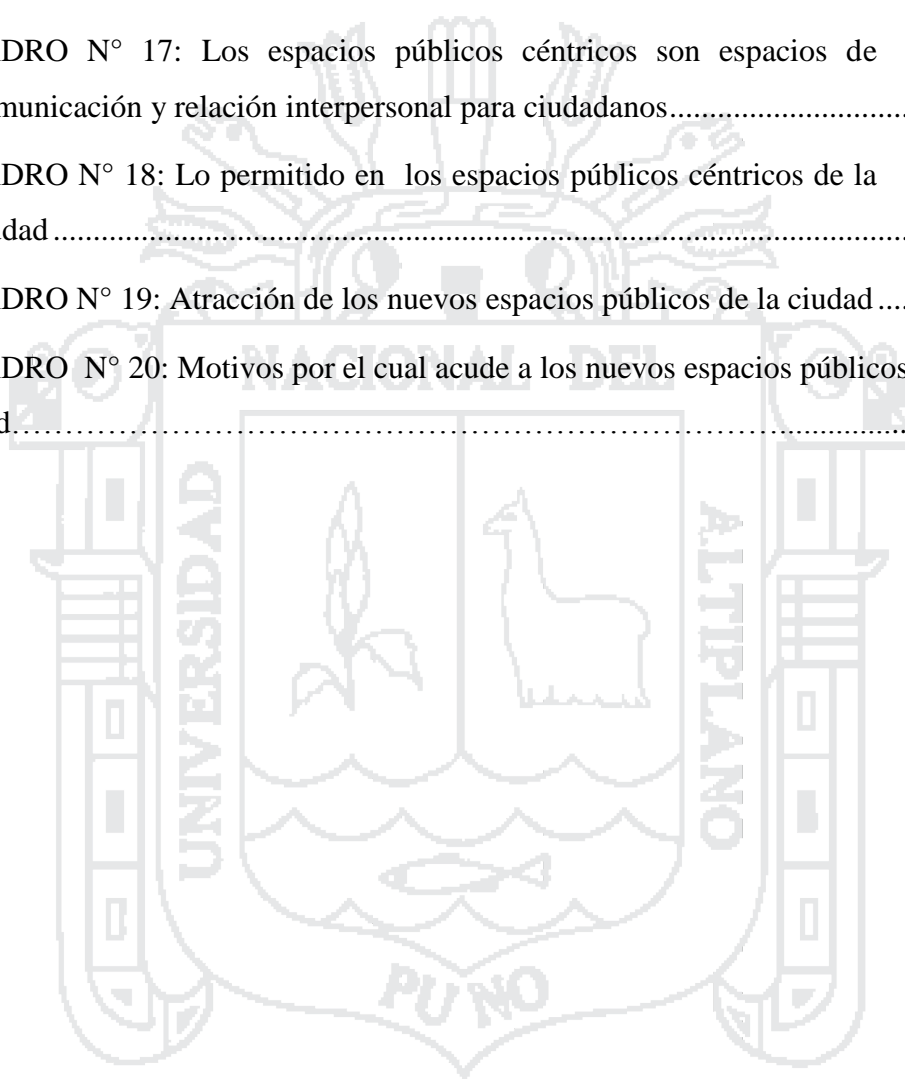 DRO N° 17: Los espacios públicos céntricos son espacios de
municación y relación interpersonal para ciudadanos..............................
DRO N° 18: Lo permitido en  los espacios públicos céntricos de la
dad..........................................................................................................
DRO N° 19: Atracción de los nuevos espacios públicos de la ciudad....
DRO  N° 20: Motivos por el cual acude a los nuevos espacios públicos
d……………………………………………………………………............
NACIONAL DEL
UNIVERSIDAD
ALTIPLANO
PUNO